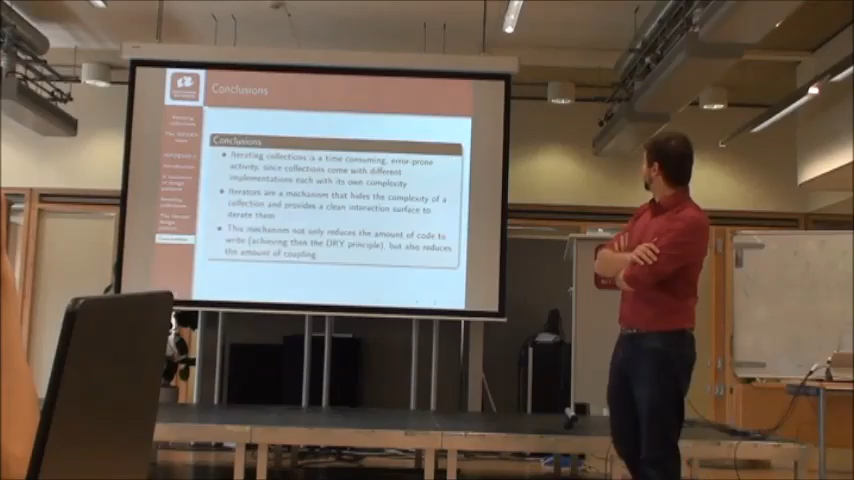 Conclusions
Conclusions
Iterating collections is a time consuming, error-prone
activity, since collections come with different
implementations each with its own complexity
Iterators are a mechanism that hides the complexity of a
collection and provides a clean interaction surface to
iterate them
This mechanism not only reduces the amount of code to
write (achieving then the DRY principle), but also reduces
the amount of coupling